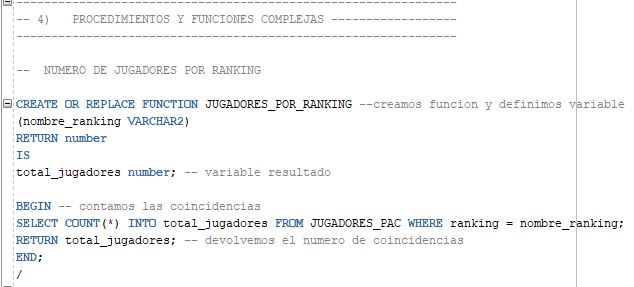 -----------------------------------------------------------------
-- 4)   PROCEDIMIENTOS Y FUNCIONES COMPLEJAS ------------------
-----------------------------------------------------------------
--  NUMERO DE JUGADORES POR RANKING
CREATE OR REPLACE FUNCTION JUGADORES_POR_RANKING --creamos funcion y definimos variable
(nombre_ranking VARCHAR2)
RETURN number
IS
total_jugadores number; -- variable resultado
BEGIN -- contamos las coincidencias
SELECT COUNT(*) INTO total_jugadores FROM JUGADORES_PAC WHERE ranking = nombre_ranking;
RETURN total_jugadores; -- devolvemos el numero de coincidencias
END;
/